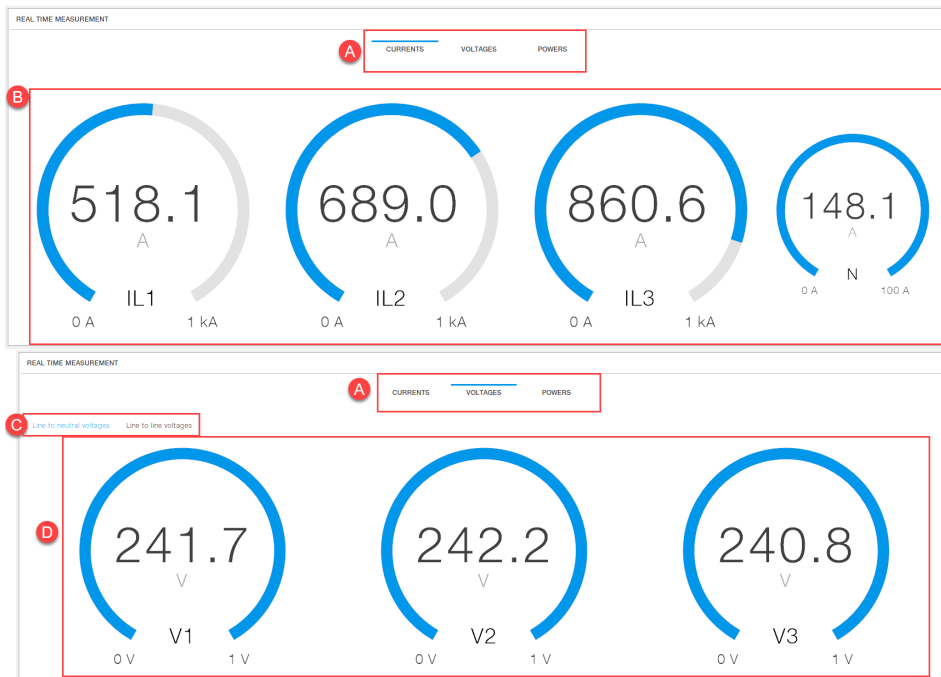 REAL TIME MEASUREMENT
A CURRENTS VOLTAGES POWERS
B
518.1 689.0 860.6 148.1
A A A A
IL1 IL2 IL3 N
0 A 1 kA 0 A 1 kA 0 A 1 kA 0 A 100 A
REAL TIME MEASUREMENT
A CURRENTS VOLTAGES POWERS
C Line to neutral voltages Line to line voltages
D
241.7 242.2 240.8
V V V
V1 V2 V3
0 V 1 V 0 V 1 V 0 V 1 V